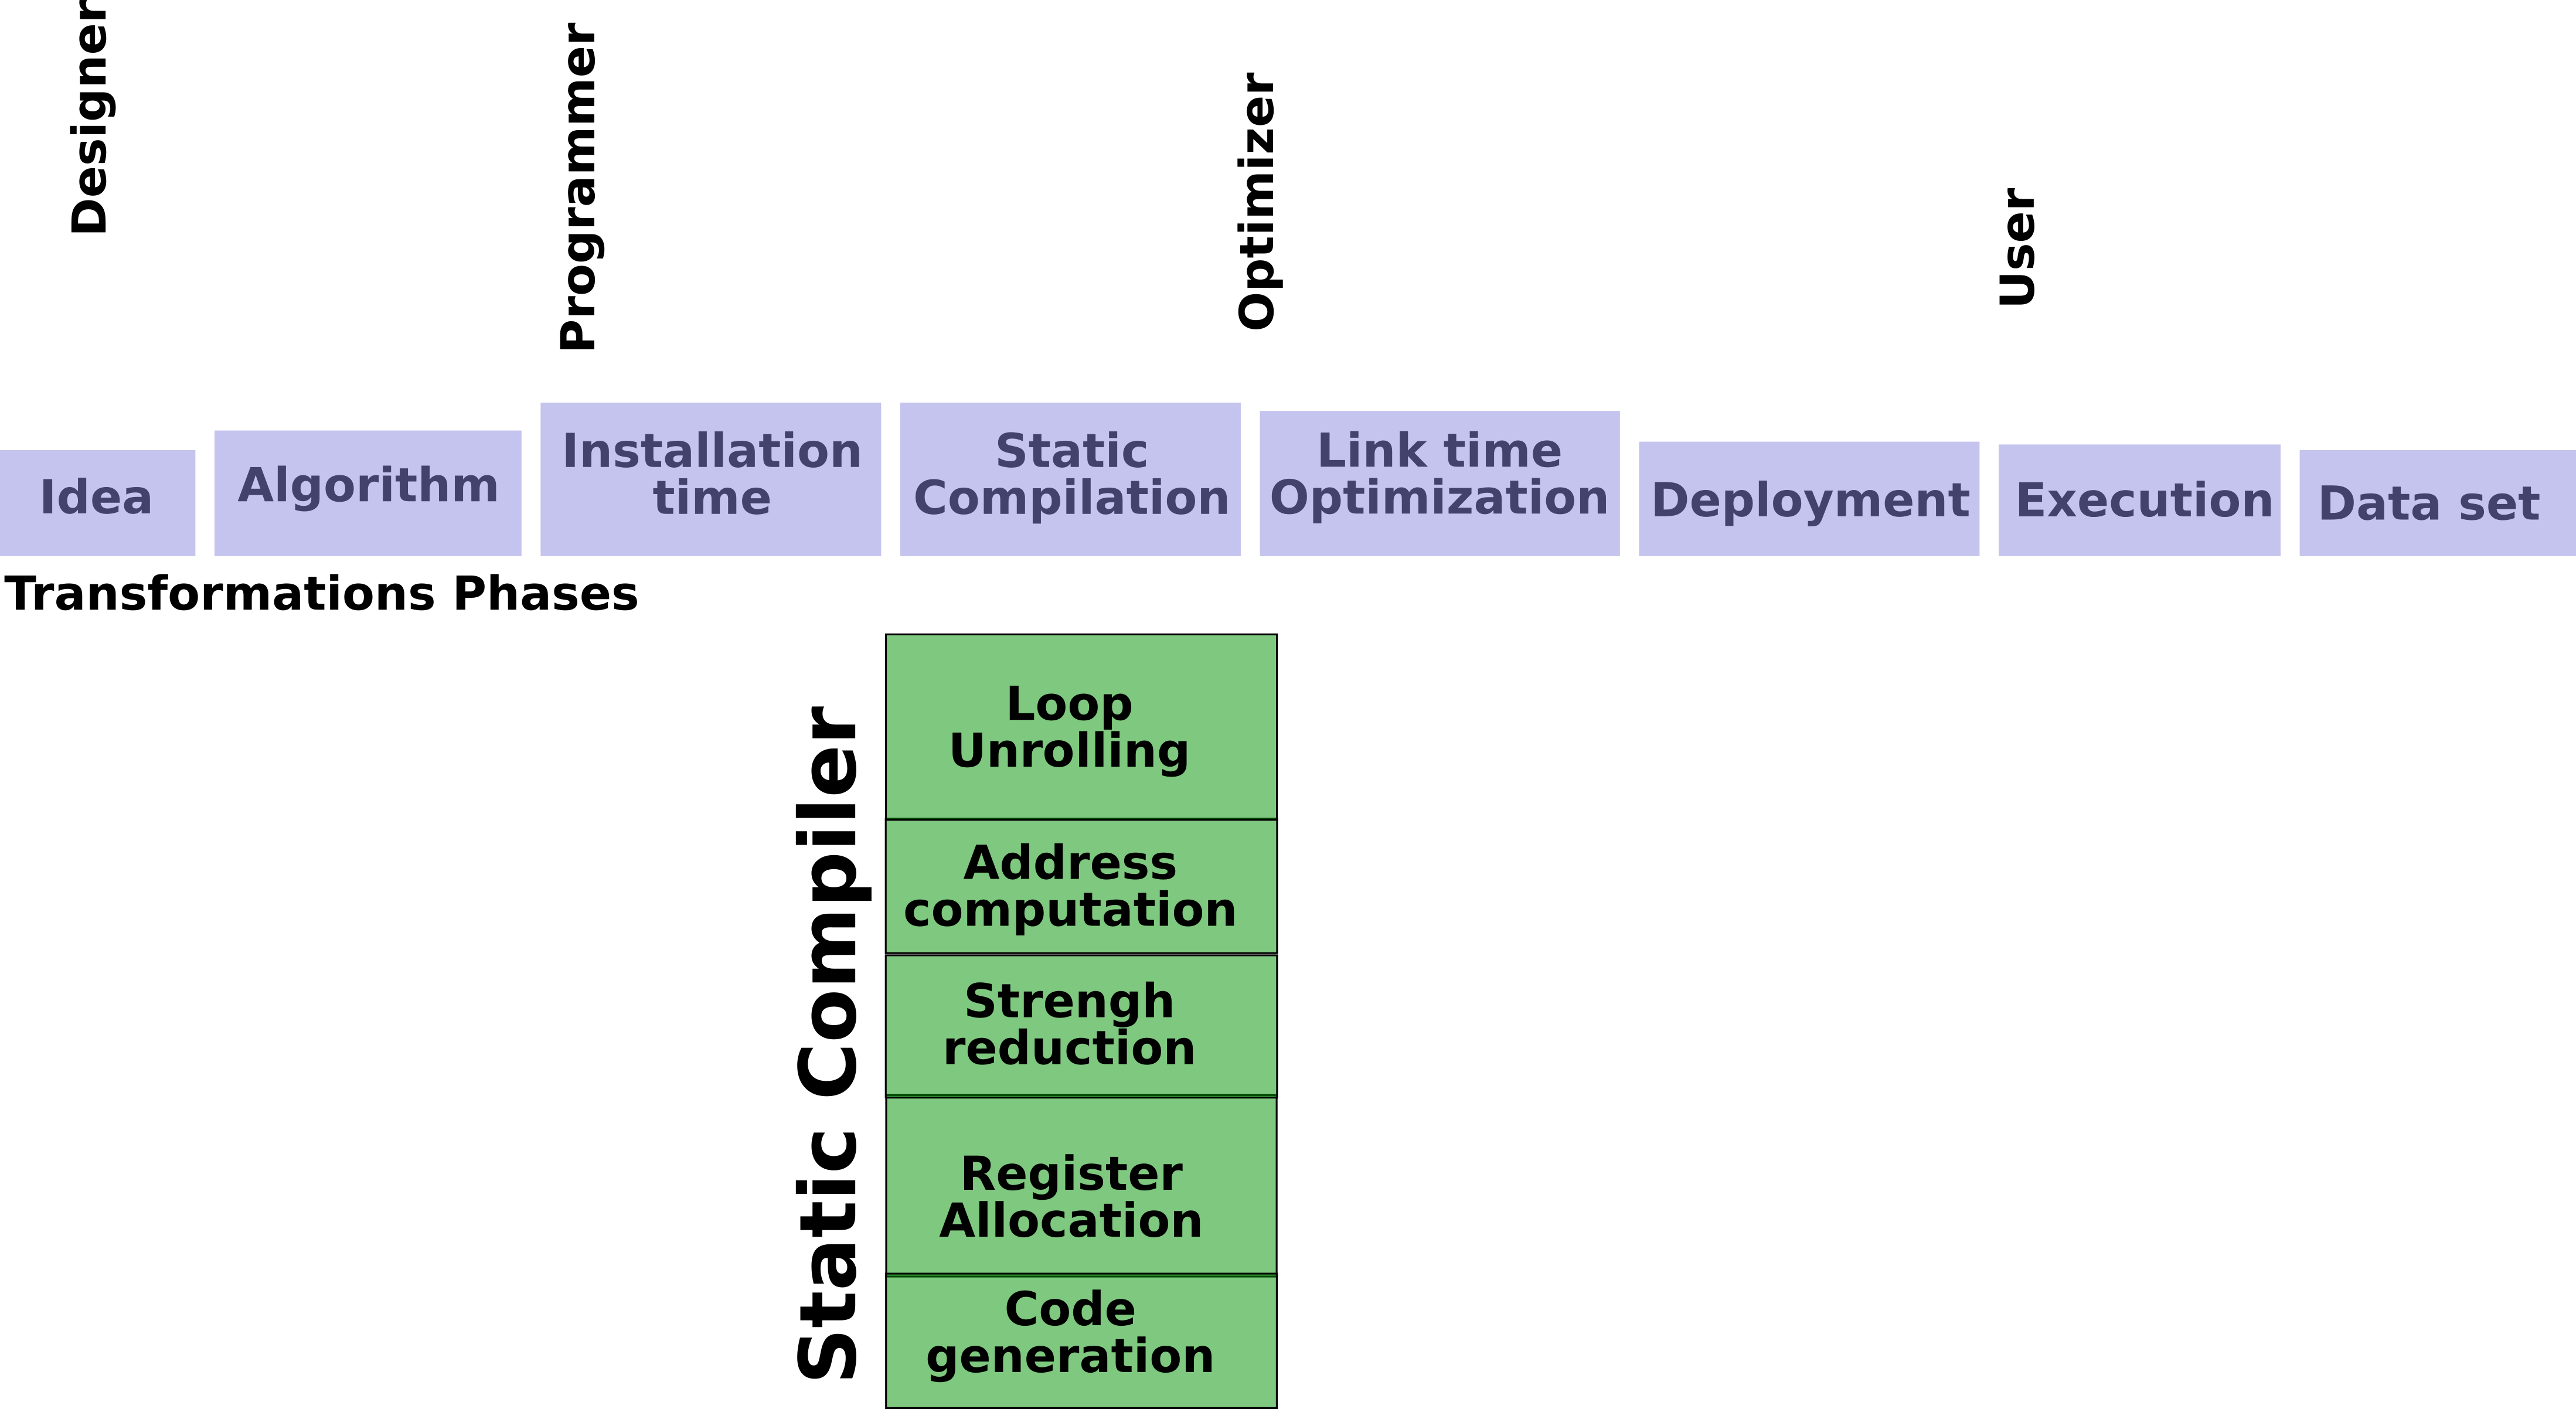 Designer
Programmer
Optimizer
User
Idea
Algorithm
Installation
time
Static
Compilation
Link time
Optimization
Deployment
Execution
Data set
Transformations Phases
Static Compiler
Loop
Unrolling
Address
computation
Strengh
reduction
Register
Allocation
Code
generation